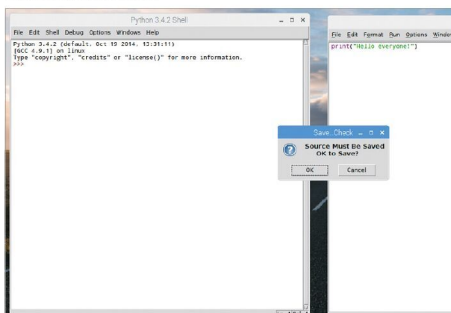 Python 3.4.2 Shell
File Edit Shell Debug Options Windows Help
Python 3.4.2 (default, Oct 19 2014, 13:31:11)
[GCC 4.9.1] on linux
Type "copyright", "credits" or "license()" for more information.
>>>
File Edit Format Run Options Window
print("Hello everyone!")
Save Check
Source Must Be Saved
OK to Save?
OK Cancel